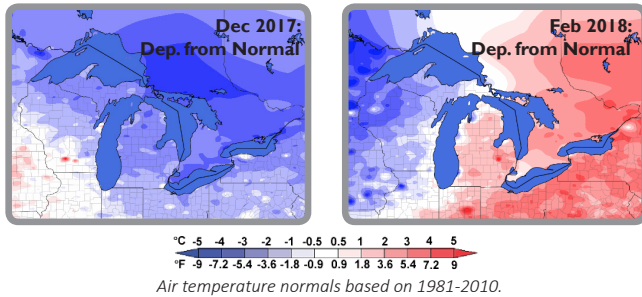 Dec 2017:
Dep. from Normal
Feb 2018:
Dep. from Normal
°C -5 -4 -3 -2 -1 -0.5 0.5 1 2 3 4 5
°F -9 -7.2 -5.4 -3.6 -1.8 -0.9 0.9 1.8 3.6 5.4 7.2 9
Air temperature normals based on 1981-2010.